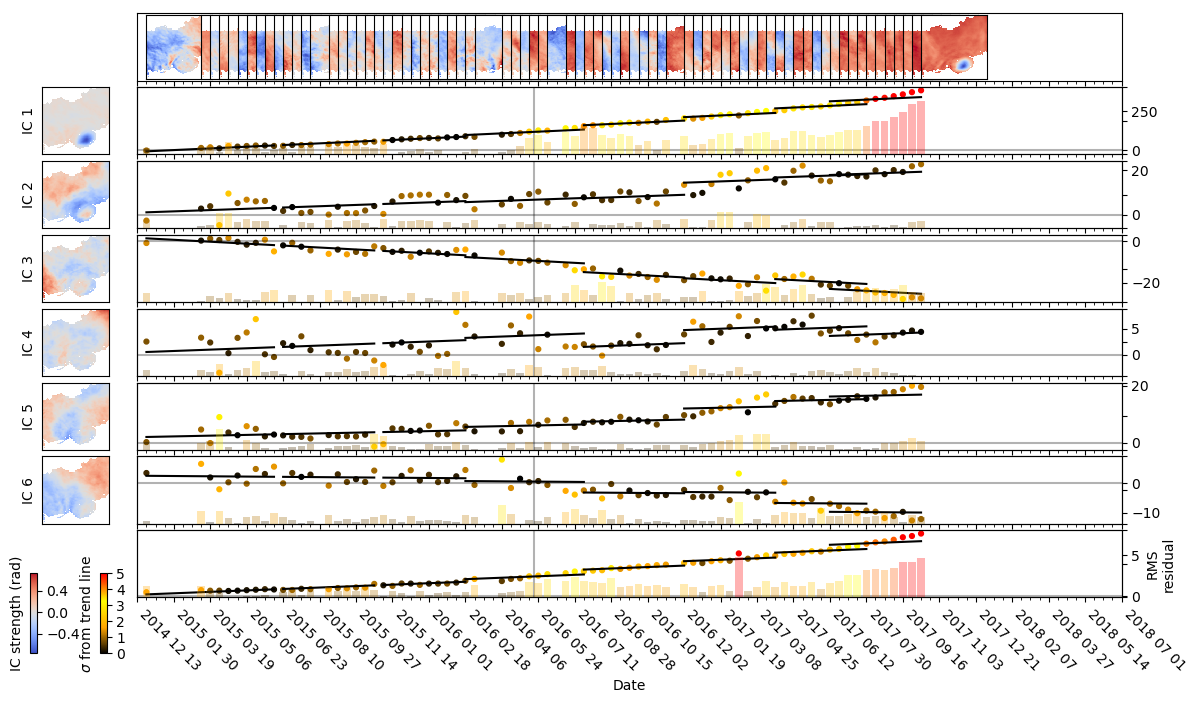 IC 1
250
0
IC 2
20
0
IC 3
0
−20
IC 4
5
0
IC 5
20
0
IC 6
0
−10
RMS
residual
5
0
IC strength (rad)
0.4
0.0
−0.4
σ from trend line
5
4
3
2
1
0
2014 12 13
2015 01 30
2015 03 19
2015 05 06
2015 06 23
2015 08 10
2015 09 27
2015 11 14
2016 01 01
2016 02 18
2016 04 06
2016 05 24
2016 07 11
2016 08 28
2016 10 15
2016 12 02
2017 01 19
2017 03 08
2017 04 25
2017 06 12
2017 07 30
2017 09 16
2017 11 03
2017 12 21
2018 02 07
2018 03 27
2018 05 14
2018 07 01
Date